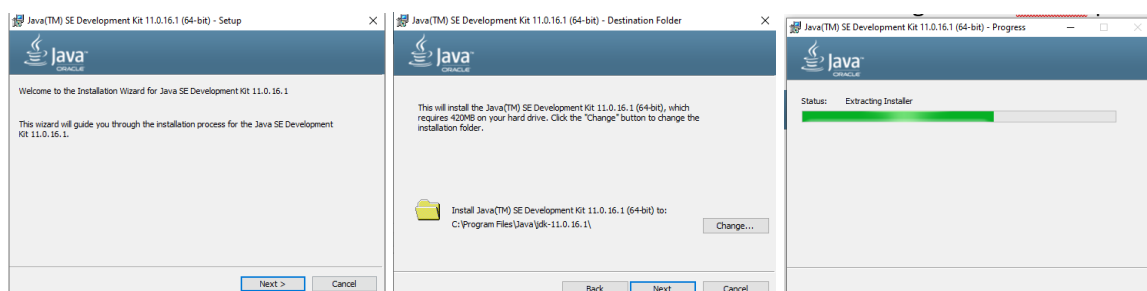 Java(TM) SE Development Kit 11.0.16.1 (64-bit) - Setup
Java
ORACLE
Welcome to the Installation Wizard for Java SE Development Kit 11.0.16.1
This wizard will guide you through the installation process for the Java SE Development
Kit 11.0.16.1.
Next >
Cancel
Java(TM) SE Development Kit 11.0.16.1 (64-bit) - Destination Folder
Java
ORACLE
This will install the Java(TM) SE Development Kit 11.0.16.1 (64-bit), which
requires 420MB on your hard drive. Click the "Change" button to change the
installation folder.
Install Java(TM) SE Development Kit 11.0.16.1 (64-bit) to:
C:\Program Files\Java\jdk-11.0.16.1\
Change...
Back
Next
Cancel
Java(TM) SE Development Kit 11.0.16.1 (64-bit) - Progress
Java
ORACLE
Status: Extracting Installer